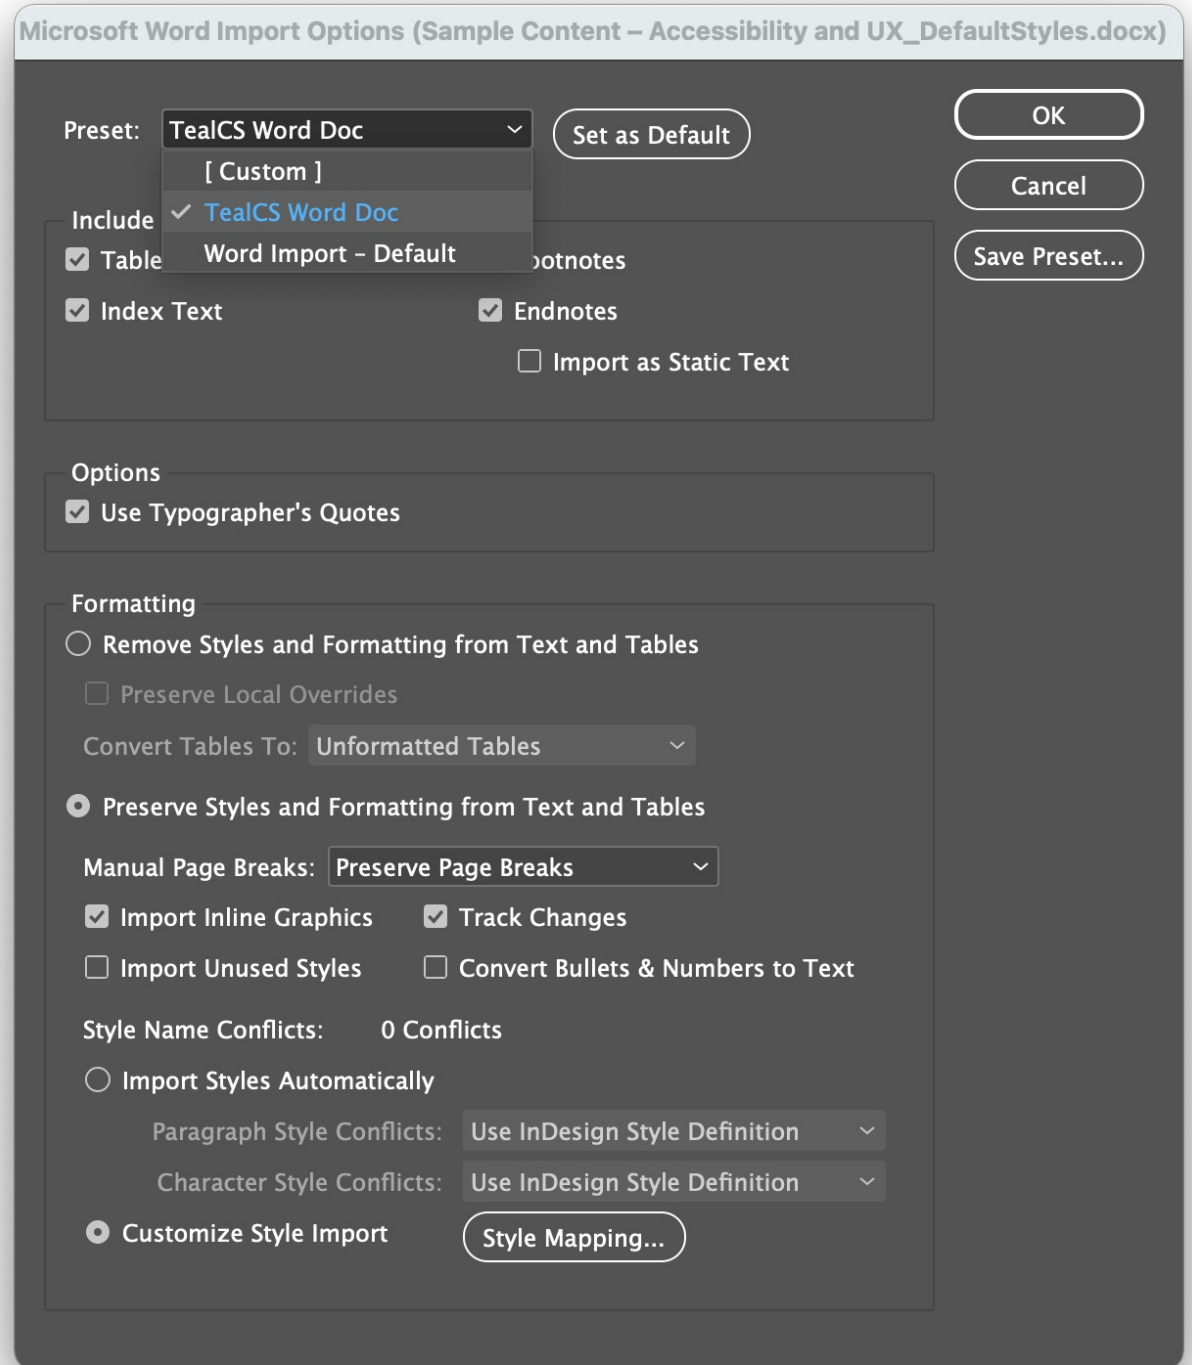 Microsoft Word Import Options (Sample Content – Accessibility and UX_DefaultStyles.docx)
Preset: TealCS Word Doc Set as Default OK
[ Custom ]
TealCS Word Doc
Word Import – Default
Cancel
Save Preset...
Include
Table ootnotes
Index Text Endnotes
Import as Static Text
Options
Use Typographer's Quotes
Formatting
Remove Styles and Formatting from Text and Tables
Preserve Local Overrides
Convert Tables To: Unformatted Tables
Preserve Styles and Formatting from Text and Tables
Manual Page Breaks: Preserve Page Breaks
Import Inline Graphics Track Changes
Import Unused Styles Convert Bullets & Numbers to Text
Style Name Conflicts: 0 Conflicts
Import Styles Automatically
Paragraph Style Conflicts: Use InDesign Style Definition
Character Style Conflicts: Use InDesign Style Definition
Customize Style Import Style Mapping...